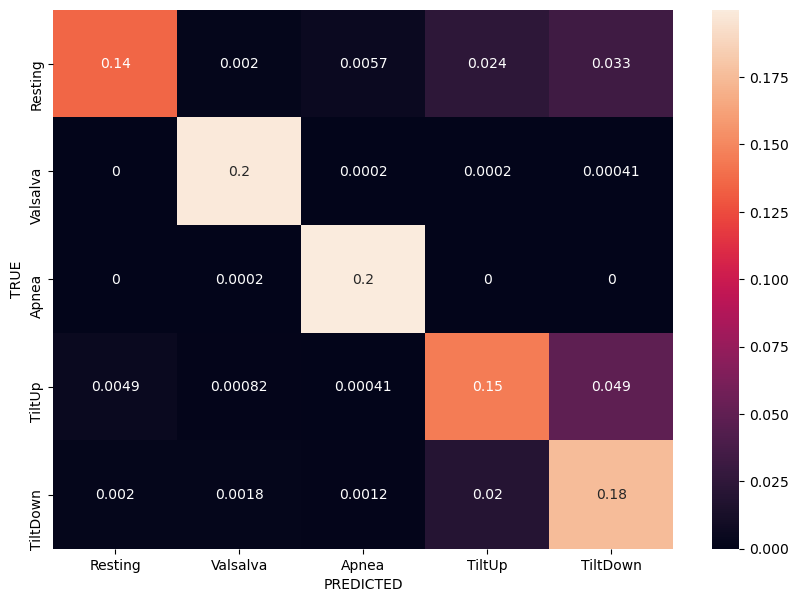 Resting 0.14 0.002 0.0057 0.024 0.033
Valsalva 0 0.2 0.0002 0.0002 0.00041
Apnea 0 0.0002 0.2 0 0
TiltUp 0.0049 0.00082 0.00041 0.15 0.049
TiltDown 0.002 0.0018 0.0012 0.02 0.18
TRUE
Resting Valsalva Apnea TiltUp TiltDown
PREDICTED
0.175
0.150
0.125
0.100
0.075
0.050
0.025
0.000